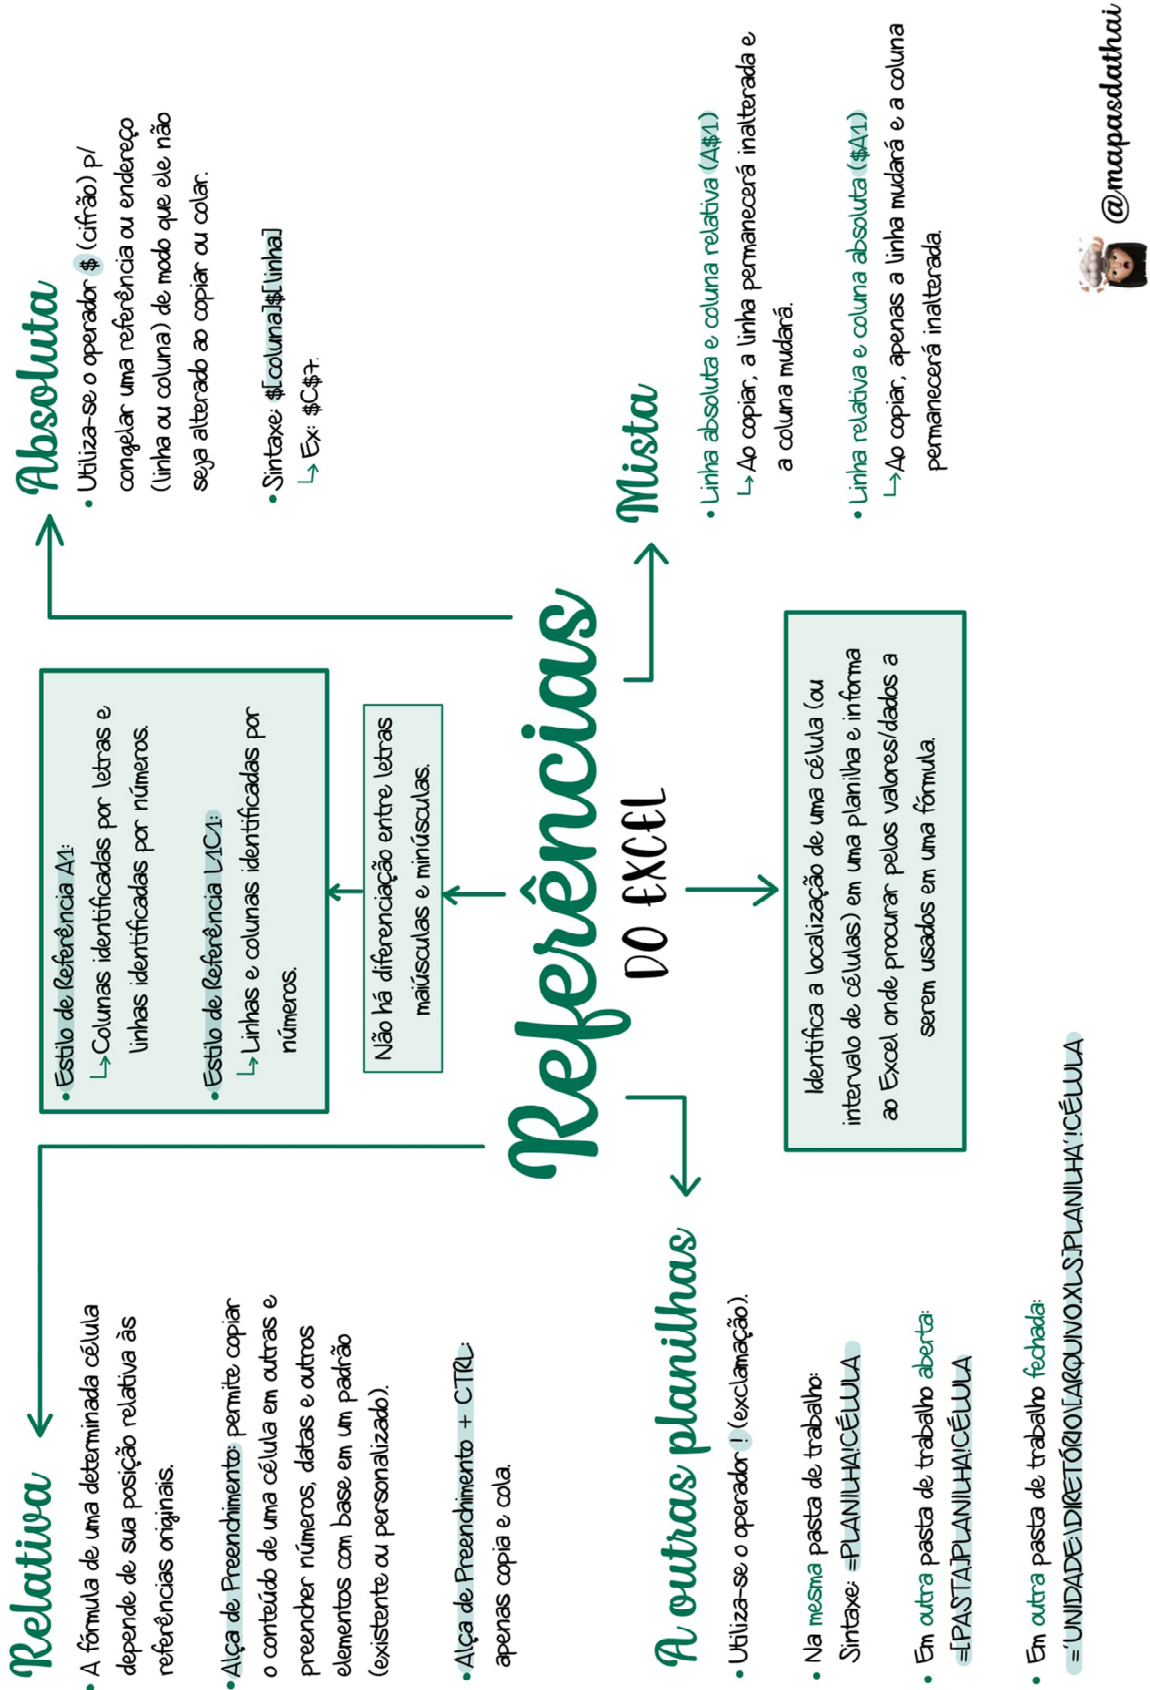 Relativa
• A fórmula de uma determinada célula
depende de sua posição relativa às
referências originais.
• Alça de Preenchimento: permite copiar
o conteúdo de uma célula em outras e
preencher números, datas e outros
elementos com base em um padrão
(existente ou personalizado).
• Alça de Preenchimento + CTRL:
apenas copia e cola.
• Estilo de Referência A1:
↳ Colunas identificadas por letras e
linhas identificadas por números.
• Estilo de Referência L1C1:
↳ Linhas e colunas identificadas por
números.
Não há diferenciação entre letras
maiúsculas e minúsculas.
Absoluta
• Utiliza-se o operador $ (cifrão) p/
congelar uma referência ou endereço
(linha ou coluna) de modo que ele não
seja alterado ao copiar ou colar.
• Sintaxe: $[coluna]$[linha]
↳ Ex: $C$7.
Referências
DO EXCEL
A outras planilhas
• Utiliza-se o operador ! (exclamação).
• Na mesma pasta de trabalho:
Sintaxe: =PLANILHA!CÉLULA
• Em outra pasta de trabalho aberta:
=[PASTA]PLANILHA!CÉLULA
• Em outra pasta de trabalho fechada:
='UNIDADE:\DIRETÓRIO\[ARQUIVO.XLS]PLANILHA'!CÉLULA
Identifica a localização de uma célula (ou
intervalo de células) em uma planilha e informa
ao Excel onde procurar pelos valores/dados a
serem usados em uma fórmula.
Mista
• Linha absoluta e coluna relativa (A$1)
↳ Ao copiar, a linha permanecerá inalterada e
a coluna mudará.
• Linha relativa e coluna absoluta ($A1)
↳ Ao copiar, apenas a linha mudará e a coluna
permanecerá inalterada.
@mapasdathai